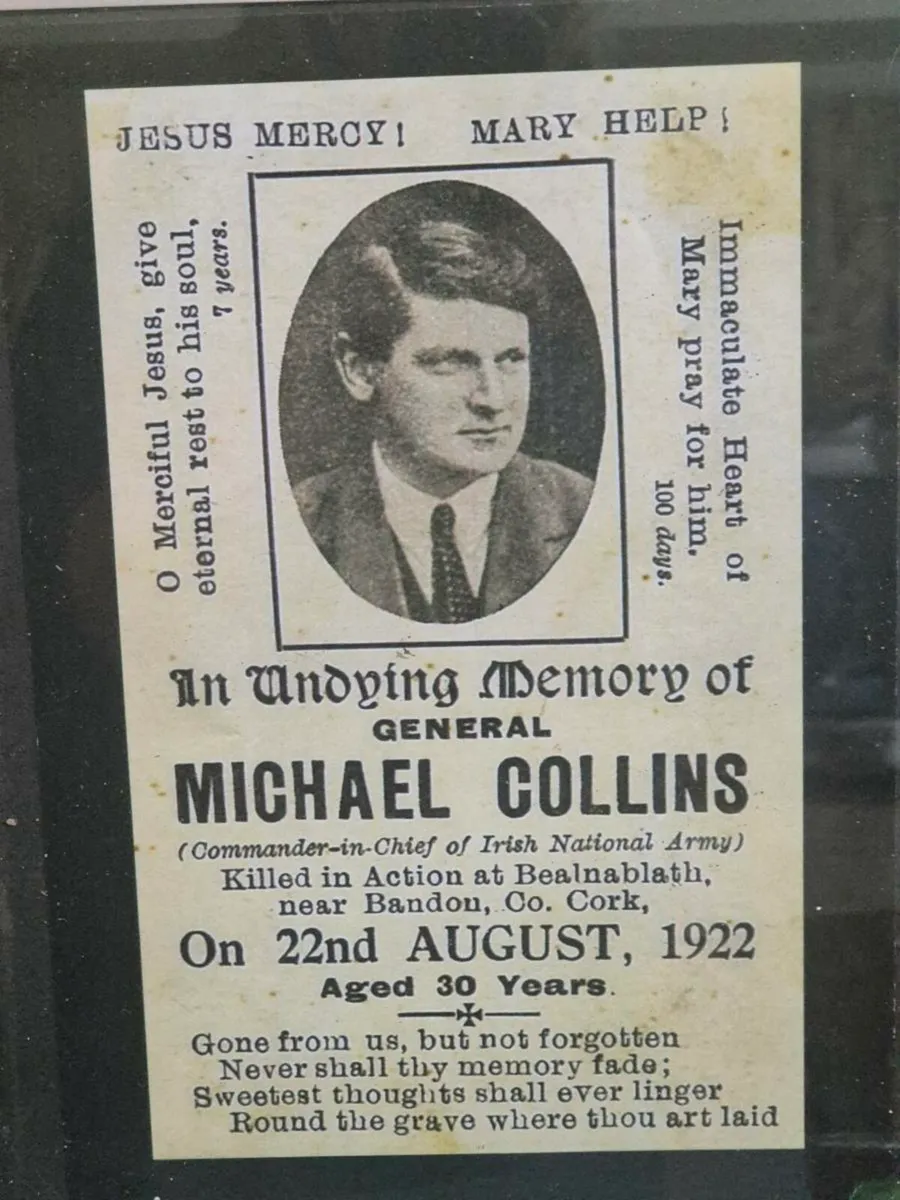 JESUS MERCY! MARY HELP!
O Merciful Jesus, give
eternal rest to his soul,
7 years.
Immaculate Heart of
Mary pray for him,
100 days.
In Undying Memory of
GENERAL
MICHAEL COLLINS
(Commander-in-Chief of Irish National Army)
Killed in Action at Bealnablath,
near Bandon, Co. Cork,
On 22nd AUGUST, 1922
Aged 30 Years.
Gone from us, but not forgotten
Never shall thy memory fade;
Sweetest thoughts shall ever linger
Round the grave where thou art laid